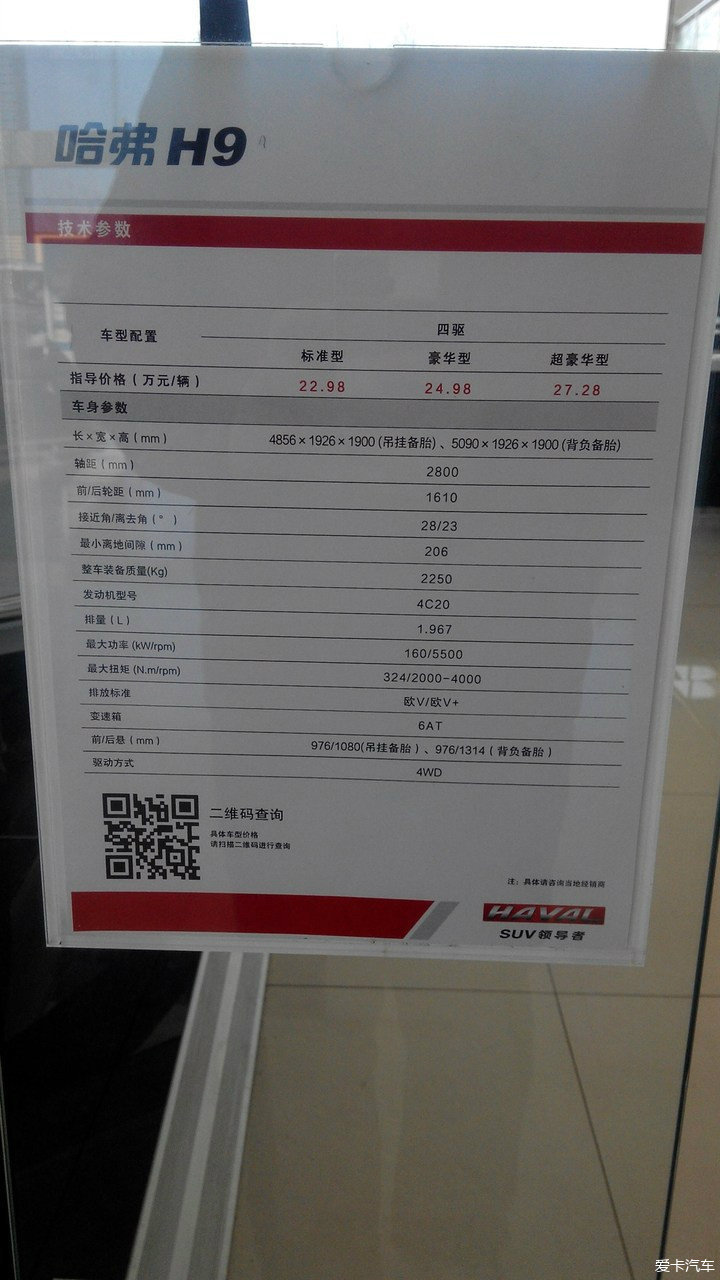 哈弗 H9
技术参数
车型配置 四驱
标准型 豪华型 超豪华型
指导价格(万元/辆) 22.98 24.98 27.28
车身参数
长×宽×高(mm) 4856×1926×1900(吊挂备胎)、5090×1926×1900(背负备胎)
轴距(mm) 2800
前/后轮距(mm) 1610
接近角/离去角(° ) 28/23
最小离地间隙(mm) 206
整车装备质量(Kg) 2250
发动机型号 4C20
排量(L) 1.967
最大功率(kW/rpm) 160/5500
最大扭矩(N.m/rpm) 324/2000-4000
排放标准 欧V/欧V+
变速箱 6AT
前/后悬(mm) 976/1080(吊挂备胎)、976/1314(背负备胎)
驱动方式 4WD
二维码查询
具体车型价格
请扫描二维码进行查询
注：具体请咨询当地经销商
HAVAL
SUV领导者
爱卡汽车